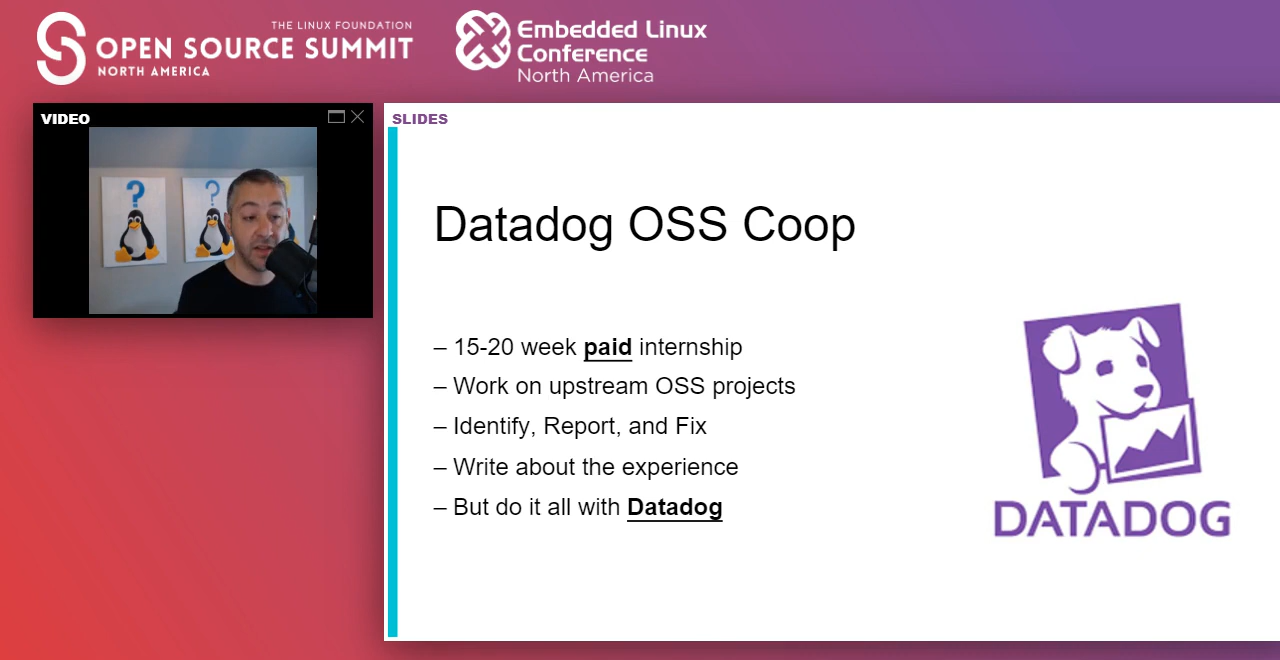 THE LINUX FOUNDATION
OPEN SOURCE SUMMIT
NORTH AMERICA
Embedded Linux
Conference
North America
VIDEO
SLIDES
? ?
Datadog OSS Coop
– 15-20 week paid internship
– Work on upstream OSS projects
– Identify, Report, and Fix
– Write about the experience
– But do it all with Datadog
DATADOG